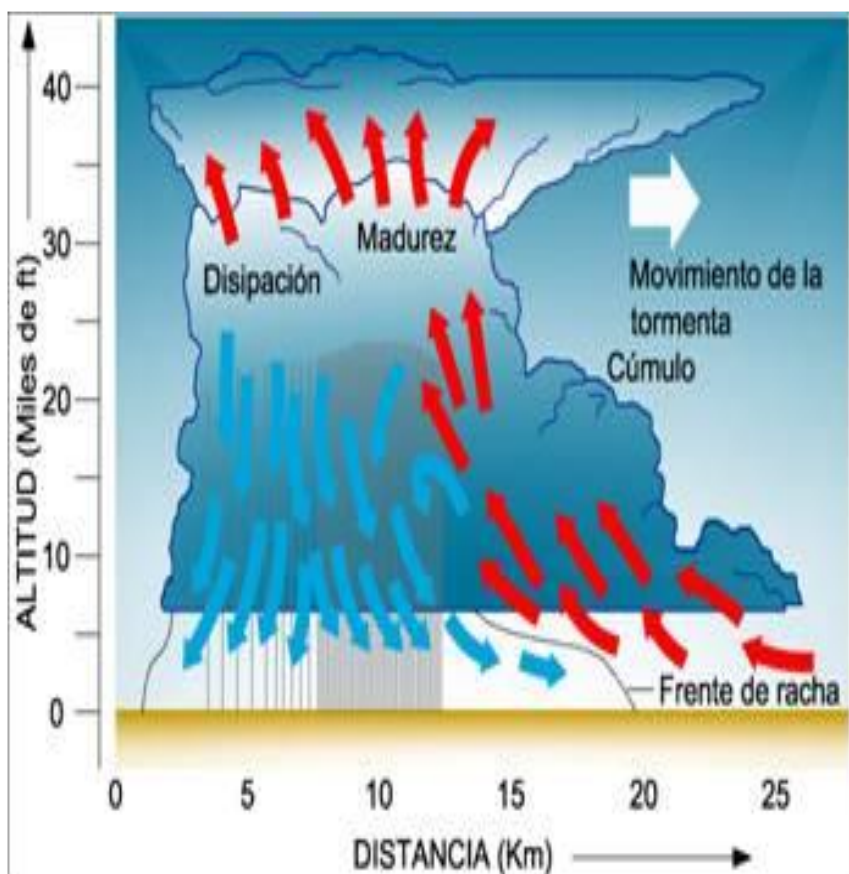 ALTITUD (Miles de ft)
40
30
20
10
0
Madurez
Disipación
Movimiento de la
tormenta
Cúmulo
Frente de racha
0
5
10
15
20
25
DISTANCIA (Km)